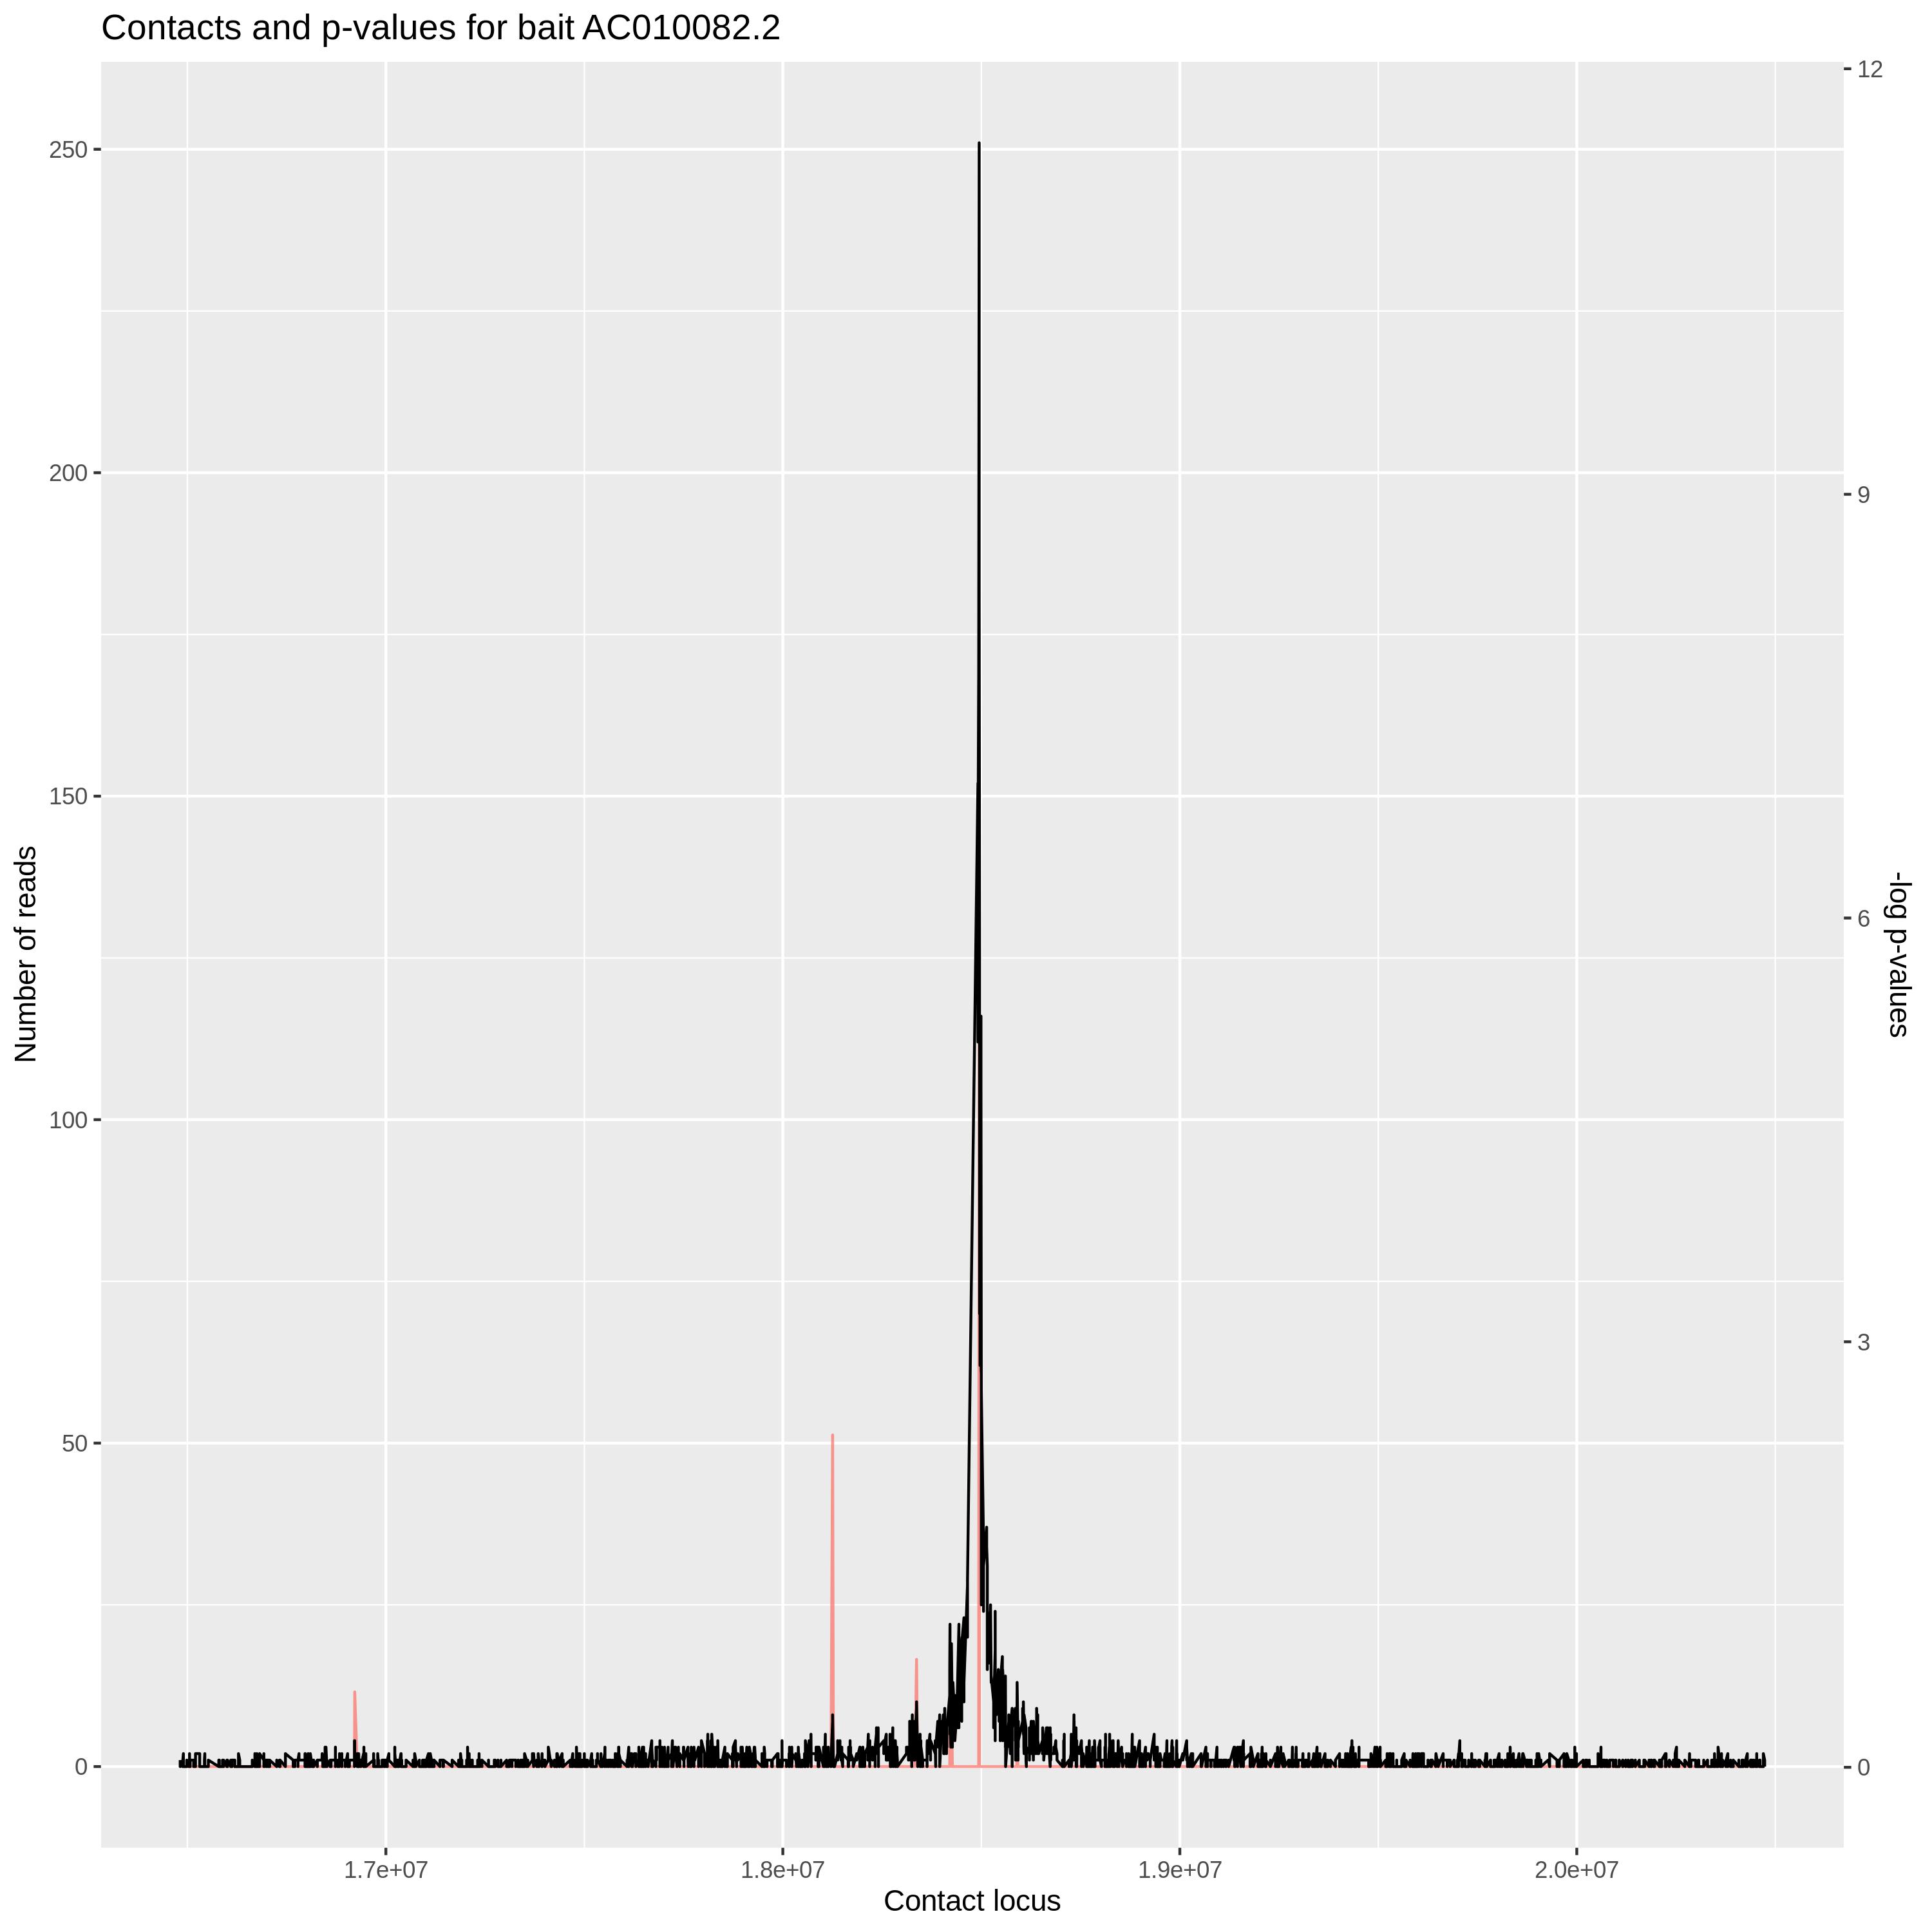 Contacts and p-values for bait AC010082.2
250
200
150
100
50
0
Number of reads
12
9
6
3
0
-log p-values
1.7e+07
1.8e+07
1.9e+07
2.0e+07
Contact locus